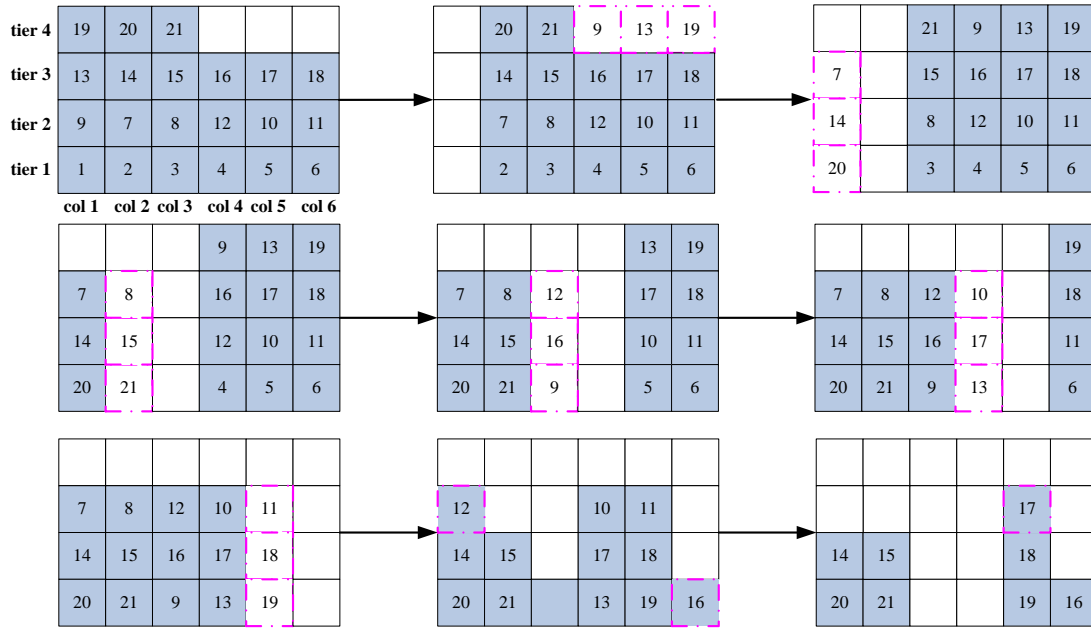 tier 4 19 20 21 20 21 9 13 19 21 9 13 19
tier 3 13 14 15 16 17 18 14 15 16 17 18 7 15 16 17 18
tier 2 9 7 8 12 10 11 7 8 12 10 11 14 8 12 10 11
tier 1 1 2 3 4 5 6 2 3 4 5 6 20 3 4 5 6
col 1 col 2 col 3 col 4 col 5 col 6
9 13 19 13 19 19
7 8 16 17 18 7 8 12 17 18 7 8 12 10 18
14 15 12 10 11 14 15 16 10 11 14 15 16 17 11
20 21 4 5 6 20 21 9 5 6 20 21 9 13 6
7 8 12 10 11 12 10 11 17
14 15 16 17 18 14 15 17 18 14 15 18
20 21 9 13 19 20 21 13 19 16 20 21 19 16